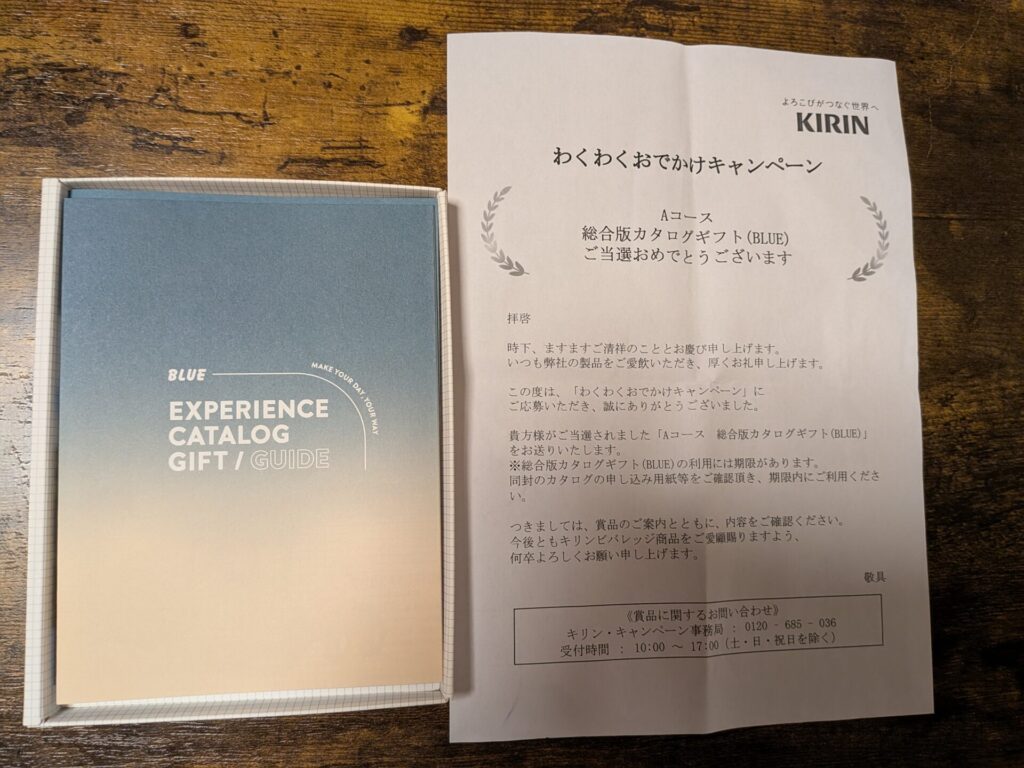 BLUE
MAKE YOUR DAY, YOUR WAY
EXPERIENCE
CATALOG
GIFT / GUIDE
よろこびがつなぐ世界へ
KIRIN
わくわくおでかけキャンペーン
Aコース
総合版カタログギフト(BLUE)
ご当選おめでとうございます
拝啓
時下、ますますご清祥のこととお慶び申し上げます。
いつも弊社の製品をご愛飲いただき、厚くお礼申し上げます。
この度は、「わくわくおでかけキャンペーン」に
ご応募いただき、誠にありがとうございました。
貴方様がご当選されました「Aコース　総合版カタログギフト(BLUE)」
をお送りいたします。
※総合版カタログギフト(BLUE)の利用には期限があります。
同封のカタログの申し込み用紙等をご確認頂き、期限内にご利用くださ
い。
つきましては、賞品のご案内とともに、内容をご確認ください。
今後ともキリンビバレッジ商品をご愛顧賜りますよう、
何卒よろしくお願い申し上げます。
敬具
《賞品に関するお問い合わせ》
キリン・キャンペーン事務局 : 0120 - 685 - 036
受付時間 : 10:00 ～ 17:00 (土・日・祝日を除く)